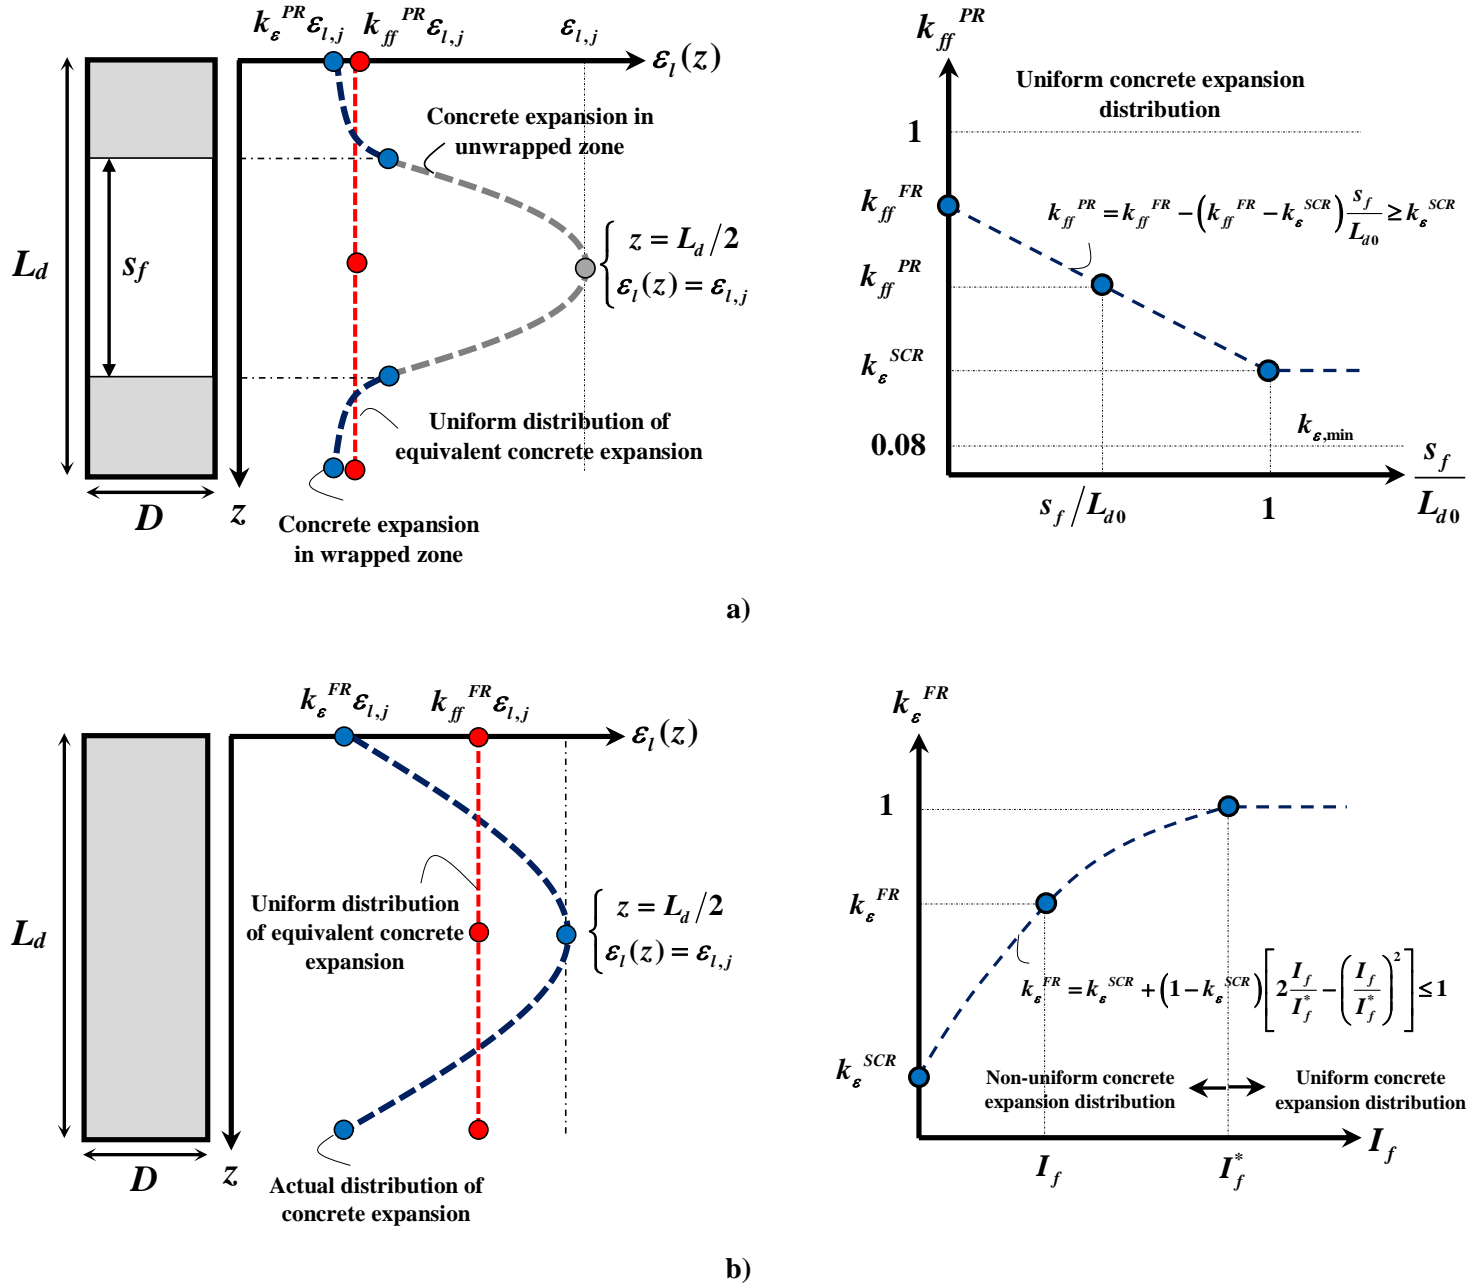 k_ε^PR ε_l,j k_ff^PR ε_l,j ε_l,j
ε_l(z)
Concrete expansion in
unwrapped zone
L_d
s_f
z = L_d/2
ε_l(z) = ε_l,j
Uniform distribution of
equivalent concrete expansion
D
z
Concrete expansion
in wrapped zone
k_ff^PR
Uniform concrete expansion
distribution
1
k_ff^FR
k_ff^PR = k_ff^FR − (k_ff^FR − k_ε^SCR) s_f/L_d0 ≥ k_ε^SCR
k_ff^PR
k_ε^SCR
k_ε,min
0.08
s_f/L_d0
1
s_f/L_d0
a)
k_ε^FR ε_l,j k_ff^FR ε_l,j
ε_l(z)
L_d
Uniform distribution
of equivalent concrete
expansion
z = L_d/2
ε_l(z) = ε_l,j
D
z
Actual distribution of
concrete expansion
k_ε^FR
1
k_ε^FR
k_ε^FR = k_ε^SCR + (1 − k_ε^SCR)[2 I_f/I_f^* − (I_f/I_f^*)^2] ≤ 1
k_ε^SCR
Non-uniform concrete
expansion distribution
Uniform concrete
expansion distribution
I_f
I_f
I_f^*
b)